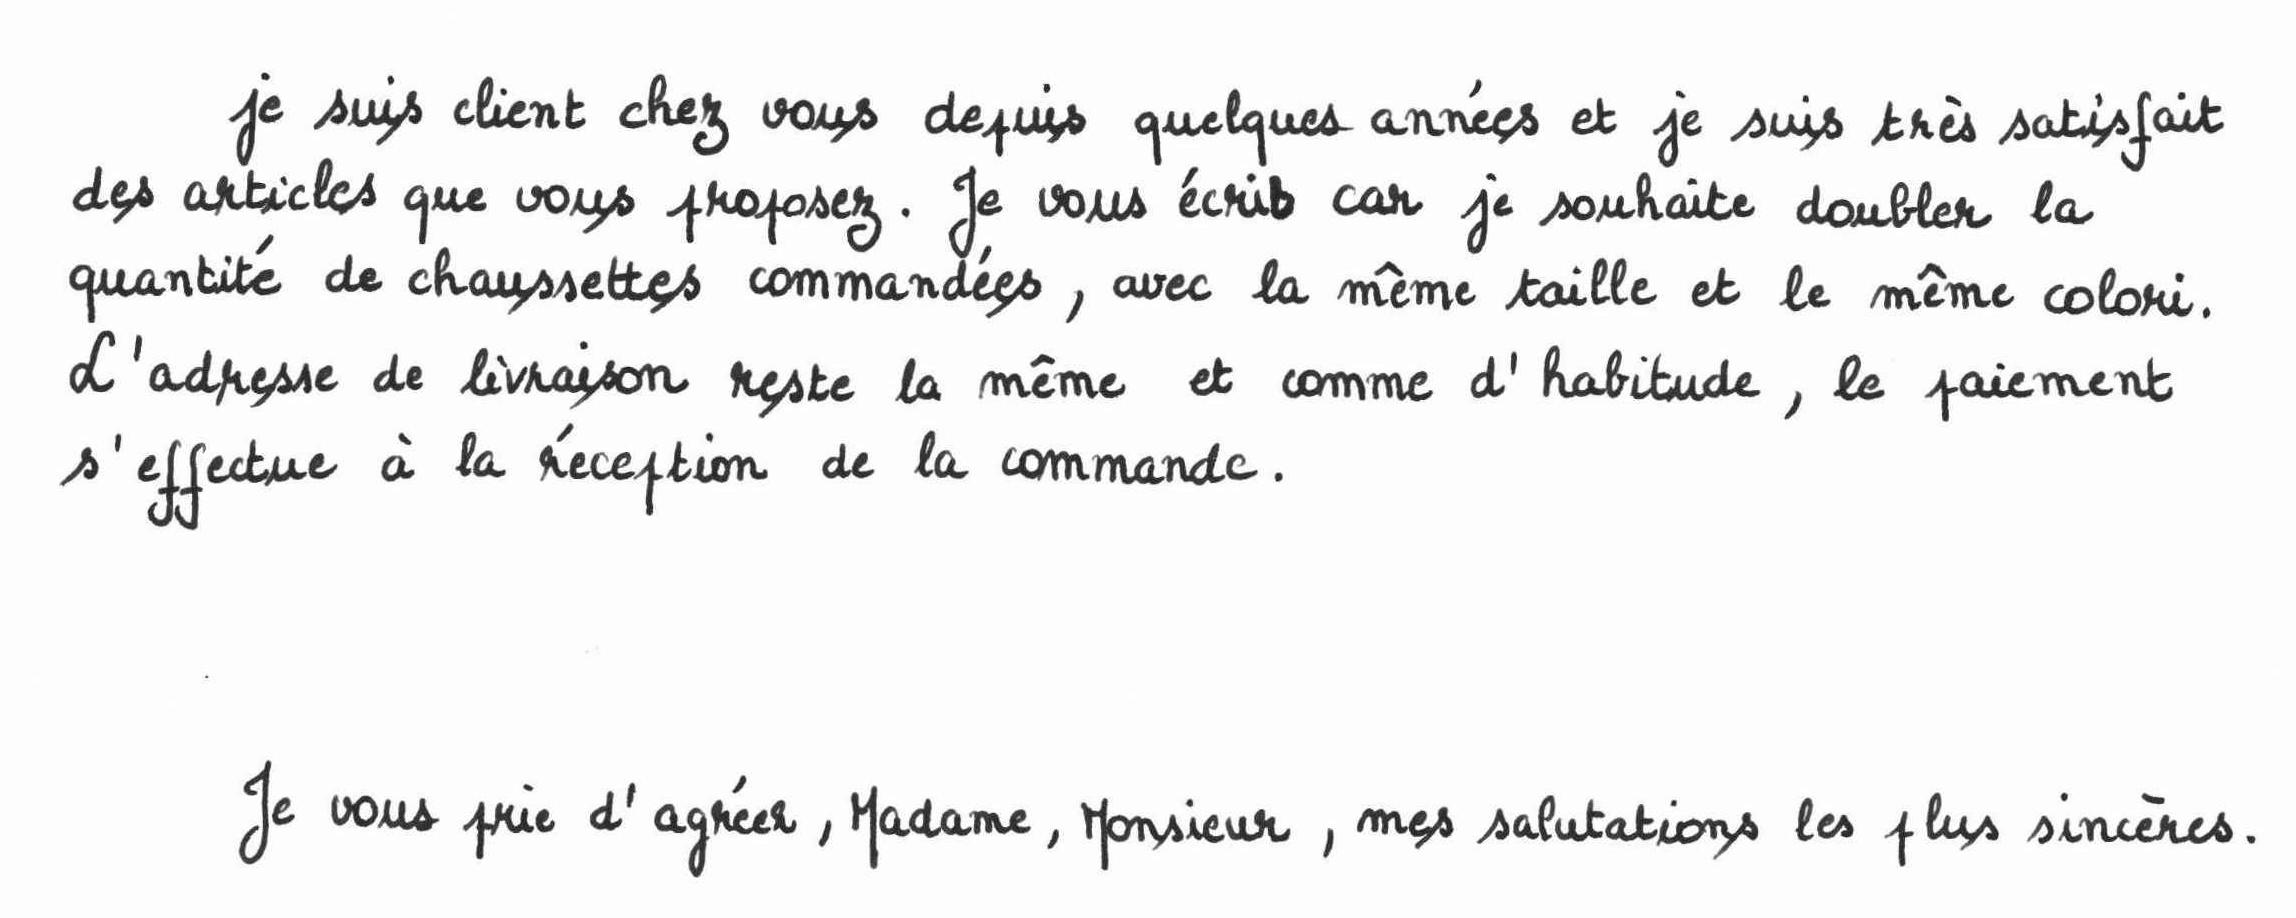 je suis client chez vous depuis quelques années et je suis très satisfait
des articles que vous proposez. Je vous écris car je souhaite doubler la
quantité de chaussettes commandées, avec la même taille et le même colori.
L'adresse de livraison reste la même et comme d'habitude, le paiement
s'effectue à la réception de la commande.
Je vous prie d'agréer, Madame, Monsieur, mes salutations les plus sincères.